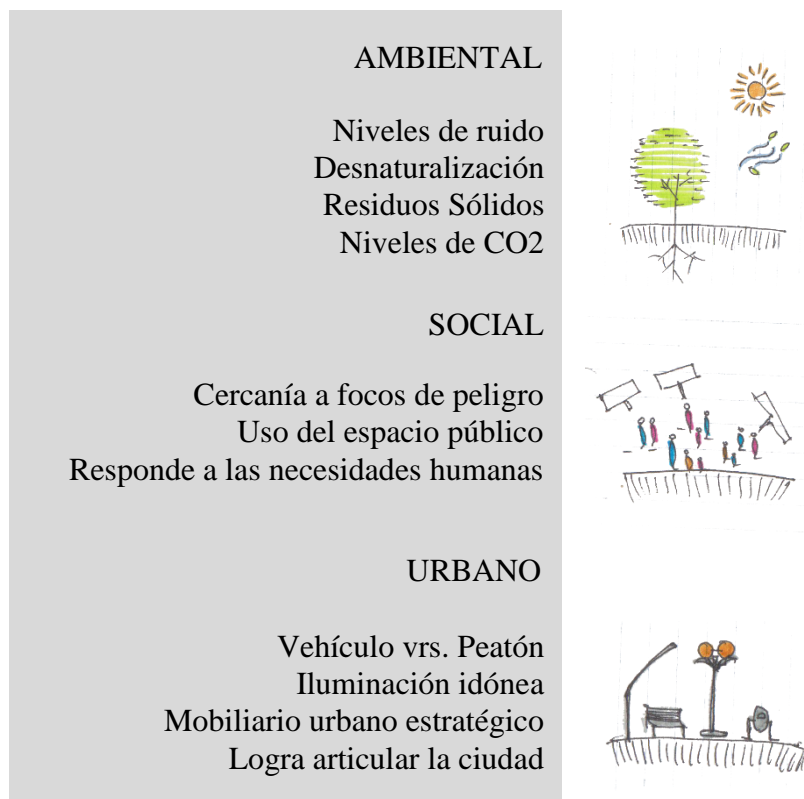 AMBIENTAL
Niveles de ruido
Desnaturalización
Residuos Sólidos
Niveles de CO2
SOCIAL
Cercanía a focos de peligro
Uso del espacio público
Responde a las necesidades humanas
URBANO
Vehículo vrs. Peatón
Iluminación idónea
Mobiliario urbano estratégico
Logra articular la ciudad